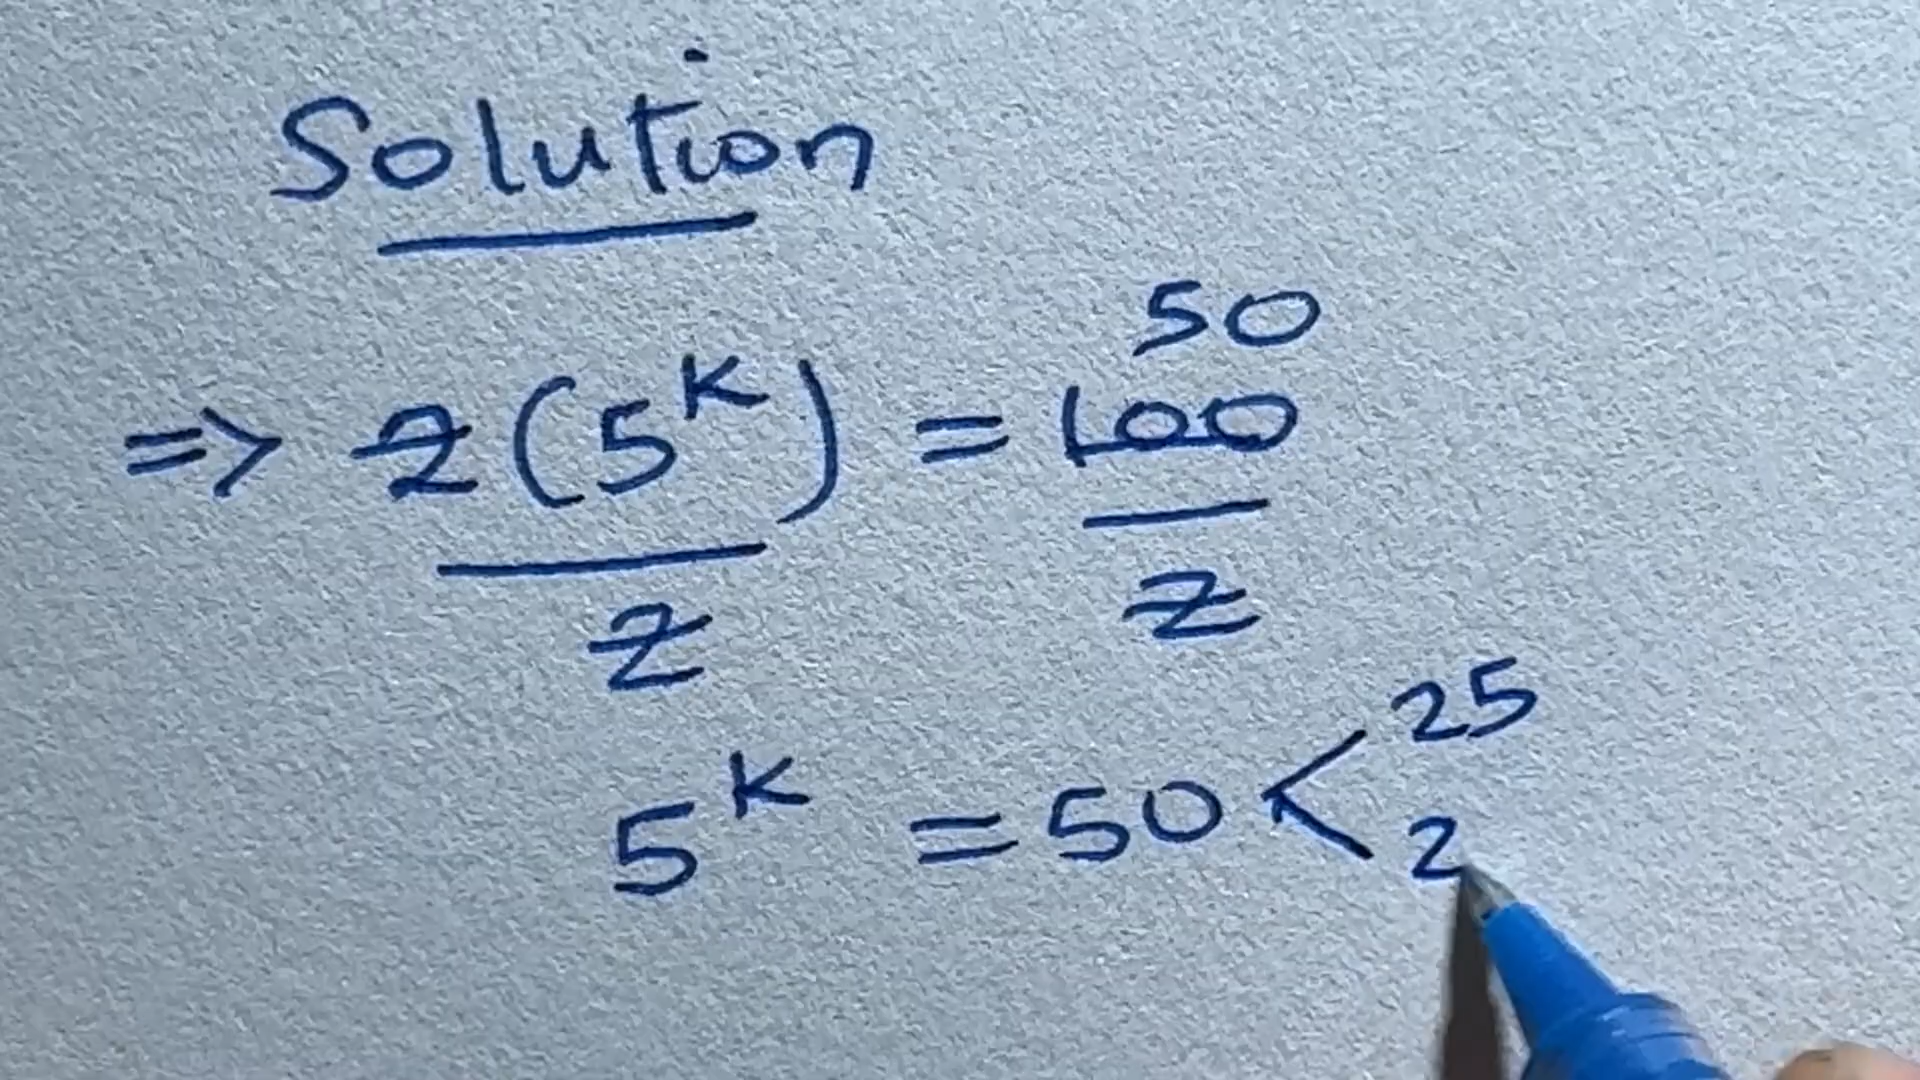 Solution
50
=> 2(5^K) = 100
2 2
25
5^K = 50 <
2